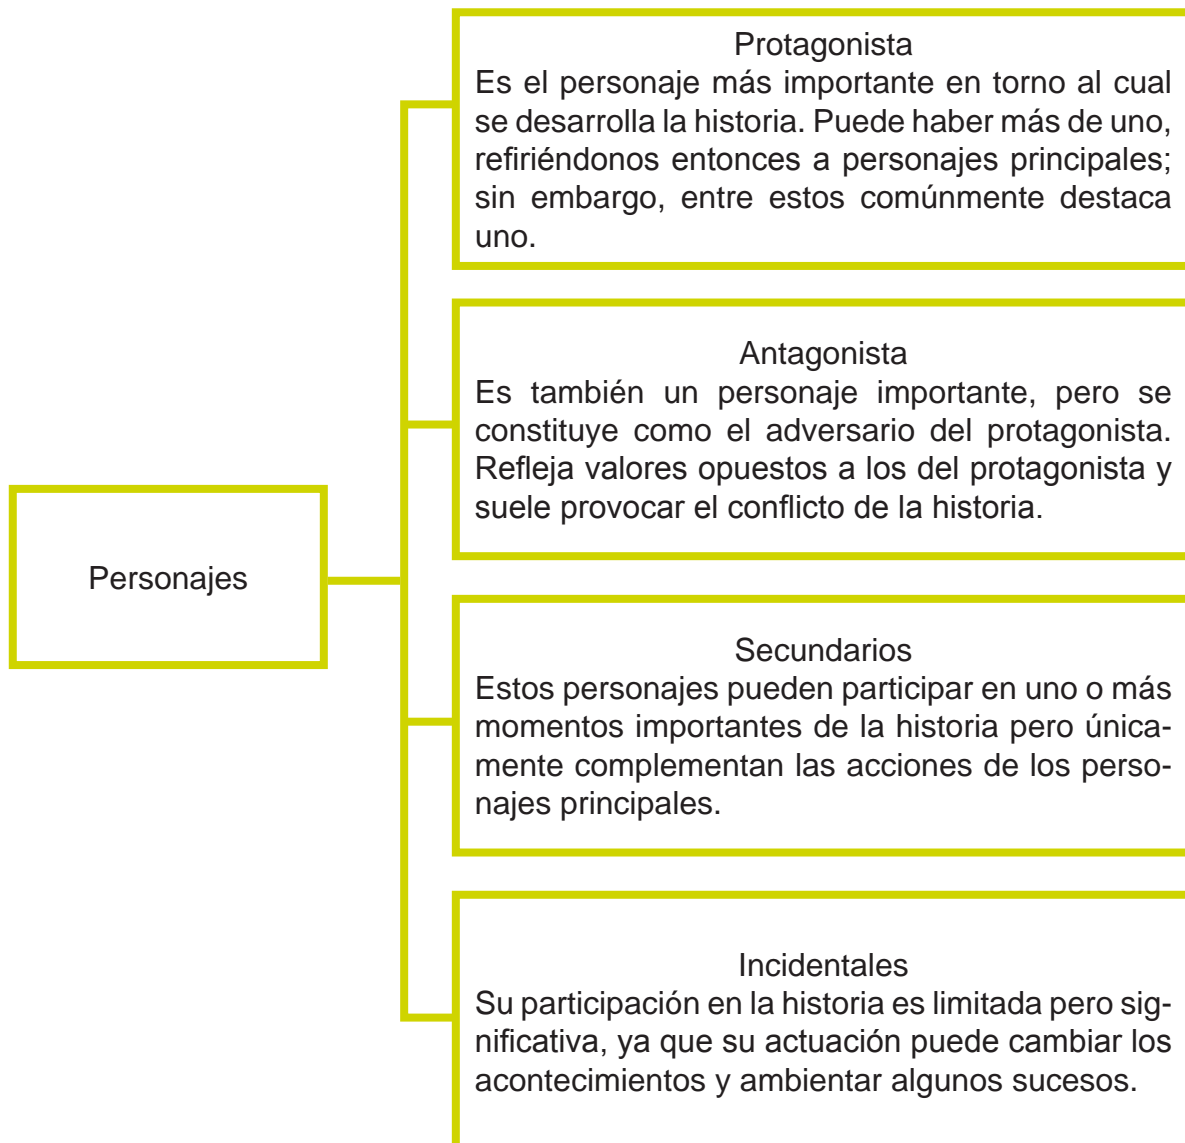 Protagonista
Es el personaje más importante en torno al cual
se desarrolla la historia. Puede haber más de uno,
refiriéndonos entonces a personajes principales;
sin embargo, entre estos comúnmente destaca
uno.
Antagonista
Es también un personaje importante, pero se
constituye como el adversario del protagonista.
Refleja valores opuestos a los del protagonista y
suele provocar el conflicto de la historia.
Personajes
Secundarios
Estos personajes pueden participar en uno o más
momentos importantes de la historia pero única-
mente complementan las acciones de los perso-
najes principales.
Incidentales
Su participación en la historia es limitada pero sig-
nificativa, ya que su actuación puede cambiar los
acontecimientos y ambientar algunos sucesos.